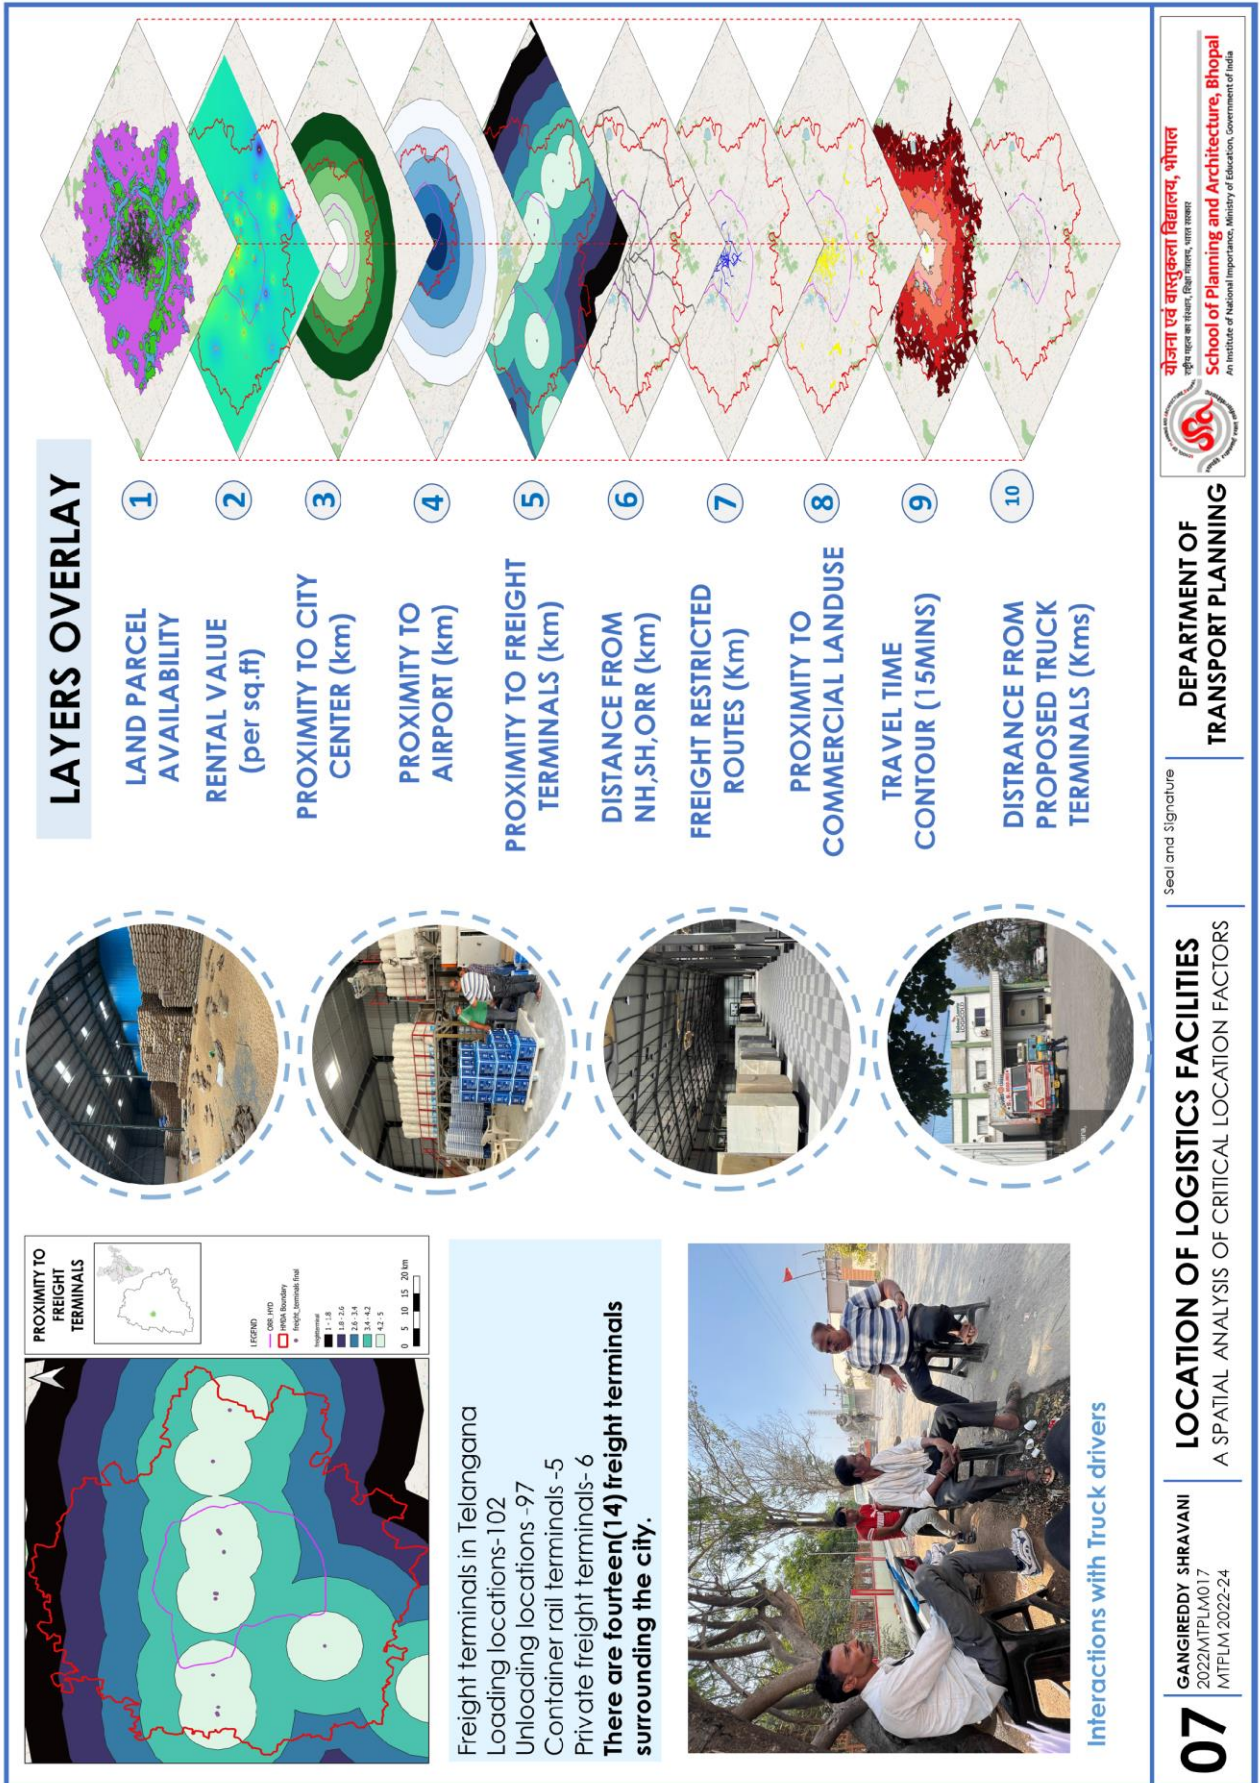 PROXIMITY TO
FREIGHT
TERMINALS
LEGEND
ORR_HYD
HMDA Boundary
freight_terminals final
freightterminal
1 - 1.8
1.8 - 2.6
2.6 - 3.4
3.4 - 4.2
4.2 - 5
0 5 10 15 20 km
Freight terminals in Telangana
Loading locations-102
Unloading locations -97
Container rail terminals -5
Private freight terminals- 6
There are fourteen(14) freight terminals
surrounding the city.
Interactions with Truck drivers
LAYERS OVERLAY
LAND PARCEL
AVAILABILITY
1
RENTAL VALUE
(per sq.ft)
2
PROXIMITY TO CITY
CENTER (km)
3
PROXIMITY TO
AIRPORT (km)
4
PROXIMITY TO FREIGHT
TERMINALS (km)
5
DISTANCE FROM
NH,SH,ORR (km)
6
FREIGHT RESTRICTED
ROUTES (Km)
7
PROXIMITY TO
COMMERCIAL LANDUSE
8
TRAVEL TIME
CONTOUR (15MINS)
9
DISTRANCE FROM
PROPOSED TRUCK
TERMINALS (Kms)
10
07
GANGIREDDY SHRAVANI
2022MTPLM017
MTPLM 2022-24
LOCATION OF LOGISTICS FACILITIES
A SPATIAL ANALYSIS OF CRITICAL LOCATION FACTORS
Seal and Signature
DEPARTMENT OF
TRANSPORT PLANNING
योजना एवं वास्तुकला विद्यालय, भोपाल
राष्ट्रीय महत्व का संस्थान, शिक्षा मंत्रालय, भारत सरकार
School of Planning and Architecture, Bhopal
An Institute of National Importance, Ministry of Education, Government of India